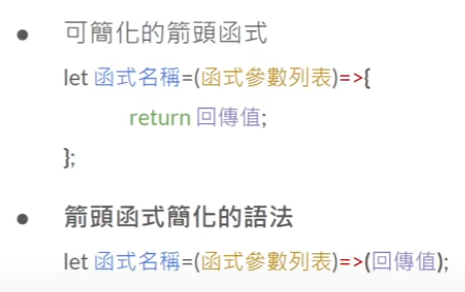 ● 可簡化的箭頭函式
let 函式名稱=(函式參數列表)=>{
return 回傳值;
};
● 箭頭函式簡化的語法
let 函式名稱=(函式參數列表)=>(回傳值);